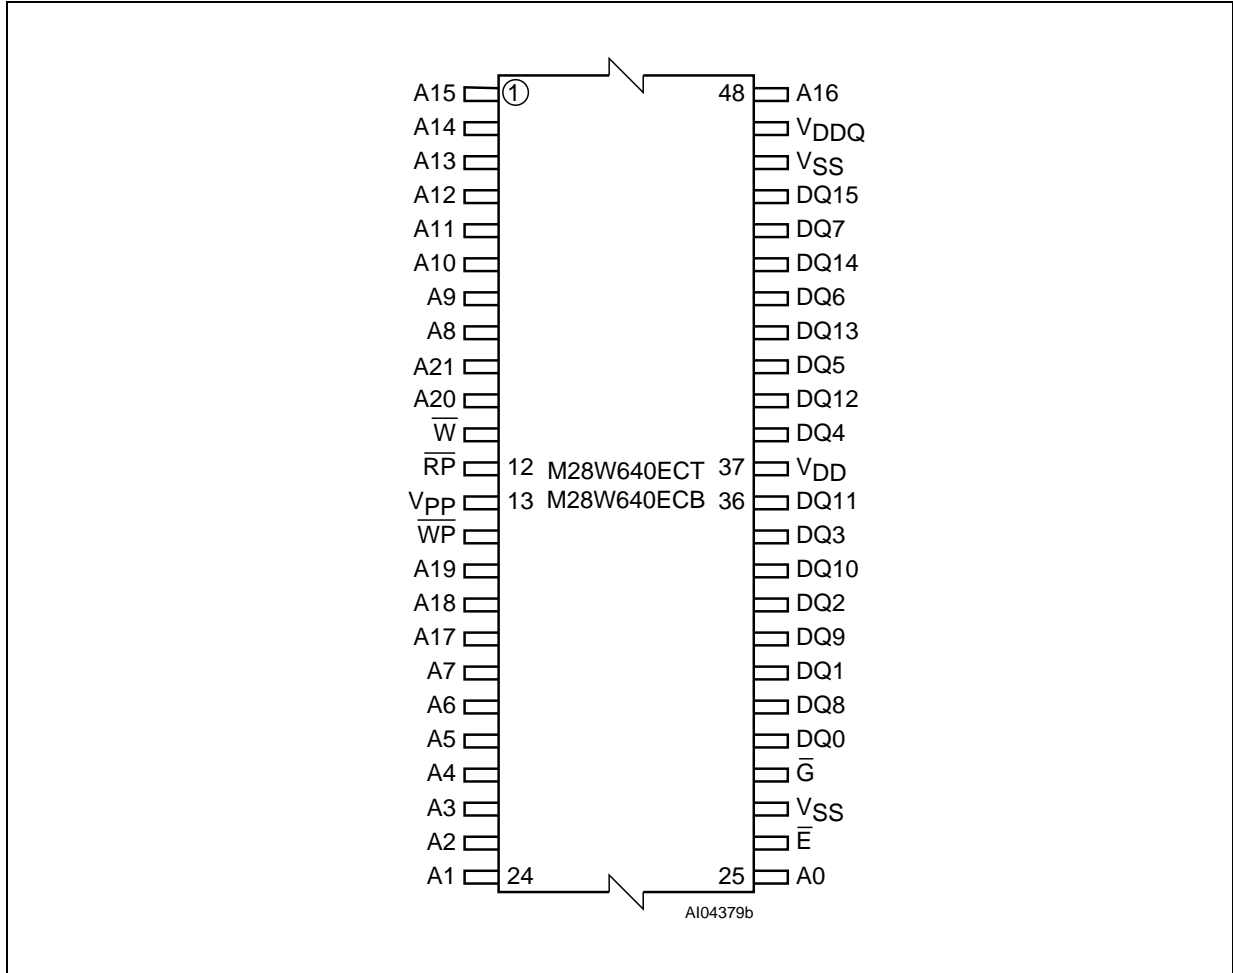 A15 1 48 A16
A14 VDDQ
A13 VSS
A12 DQ15
A11 DQ7
A10 DQ14
A9 DQ6
A8 DQ13
A21 DQ5
A20 DQ12
W̅ DQ4
R̅P̅ 12 M28W640ECT 37 VDD
VPP 13 M28W640ECB 36 DQ11
W̅P̅ DQ3
A19 DQ10
A18 DQ2
A17 DQ9
A7 DQ1
A6 DQ8
A5 DQ0
A4 G̅
A3 VSS
A2 E̅
A1 24 25 A0
AI04379b